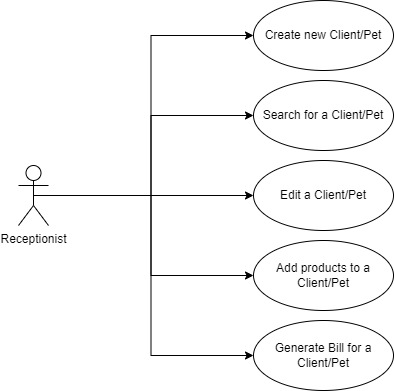 Create new Client/Pet
Search for a Client/Pet
Edit a Client/Pet
Receptionist
Add products to a
Client/Pet
Generate Bill for a
Client/Pet